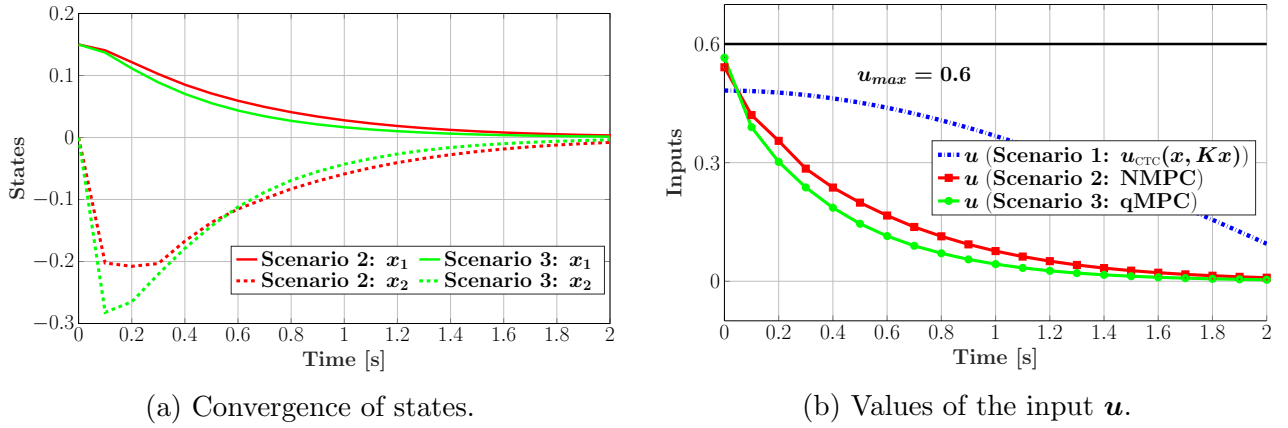 0.2
0.1
0
−0.1
−0.2
−0.3
States
0 0.2 0.4 0.6 0.8 1 1.2 1.4 1.6 1.8 2
Time [s]
Scenario 2: x₁ Scenario 3: x₁
Scenario 2: x₂ Scenario 3: x₂
(a) Convergence of states.
0.6
0.3
0
Inputs
u_max = 0.6
u (Scenario 1: u_CTC(x, Kx))
u (Scenario 2: NMPC)
u (Scenario 3: qMPC)
0 0.2 0.4 0.6 0.8 1 1.2 1.4 1.6 1.8 2
Time [s]
(b) Values of the input u.